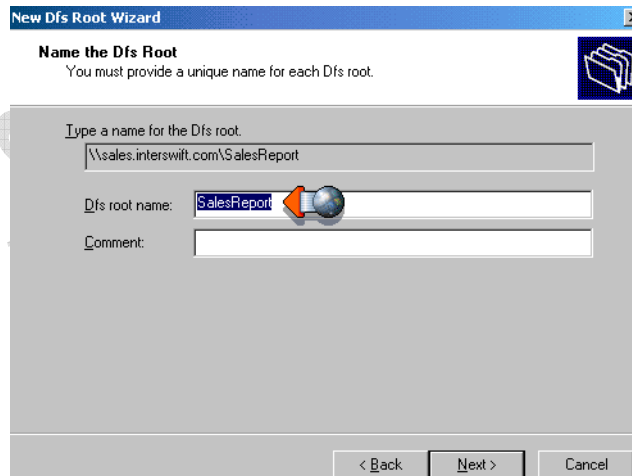 New Dfs Root Wizard
Name the Dfs Root
You must provide a unique name for each Dfs root.
Type a name for the Dfs root.
\\sales.interswift.com\SalesReport
Dfs root name: SalesReport
Comment:
< Back Next > Cancel